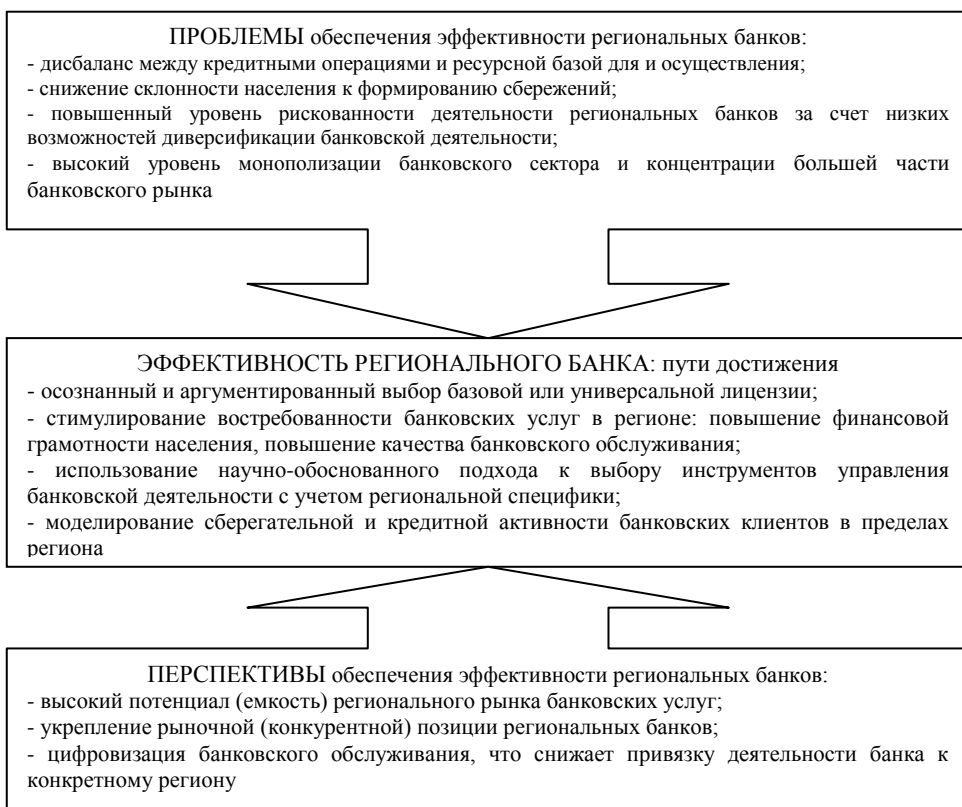 ПРОБЛЕМЫ обеспечения эффективности региональных банков:
- дисбаланс между кредитными операциями и ресурсной базой для и осуществления;
- снижение склонности населения к формированию сбережений;
- повышенный уровень рискованности деятельности региональных банков за счет низких
возможностей диверсификации банковской деятельности;
- высокий уровень монополизации банковского сектора и концентрации большей части
банковского рынка
ЭФФЕКТИВНОСТЬ РЕГИОНАЛЬНОГО БАНКА: пути достижения
- осознанный и аргументированный выбор базовой или универсальной лицензии;
- стимулирование востребованности банковских услуг в регионе: повышение финансовой
грамотности населения, повышение качества банковского обслуживания;
- использование научно-обоснованного подхода к выбору инструментов управления
банковской деятельности с учетом региональной специфики;
- моделирование сберегательной и кредитной активности банковских клиентов в пределах
региона
ПЕРСПЕКТИВЫ обеспечения эффективности региональных банков:
- высокий потенциал (емкость) регионального рынка банковских услуг;
- укрепление рыночной (конкурентной) позиции региональных банков;
- цифровизация банковского обслуживания, что снижает привязку деятельности банка к
конкретному региону